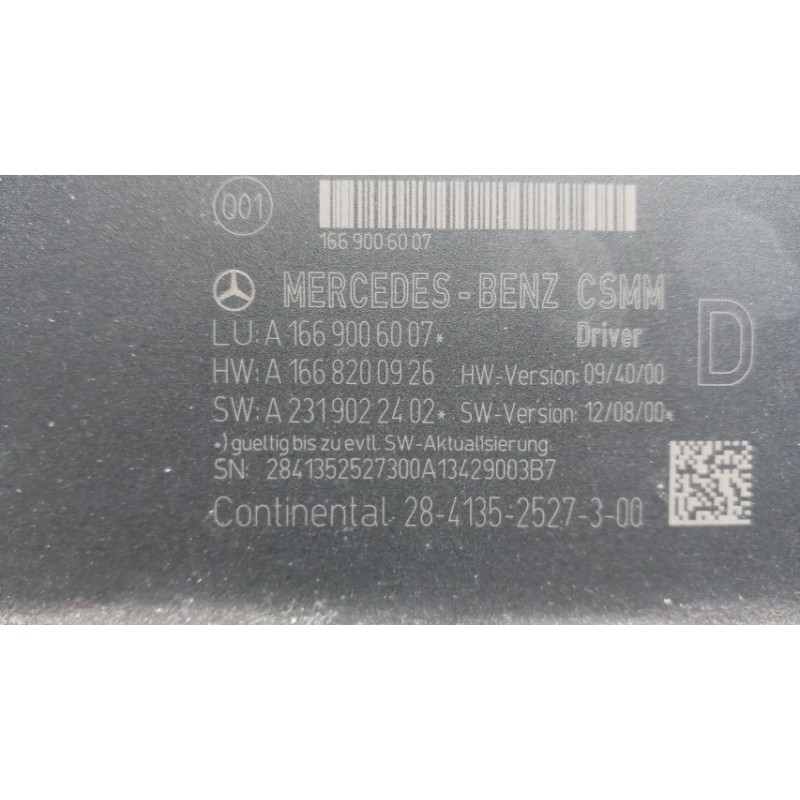 Q01
166 900 60 07
MERCEDES-BENZ CSMM
LU: A 166 900 60 07* Driver
D
HW: A 166 820 09 26 HW-Version: 09/40/00
SW: A 231 902 24 02* SW-Version: 12/08/00*
*) gueltig bis zu evtl. SW-Aktualisierung
SN: 2841352527300A13429003B7
Continental 28-4135-2527-3-00